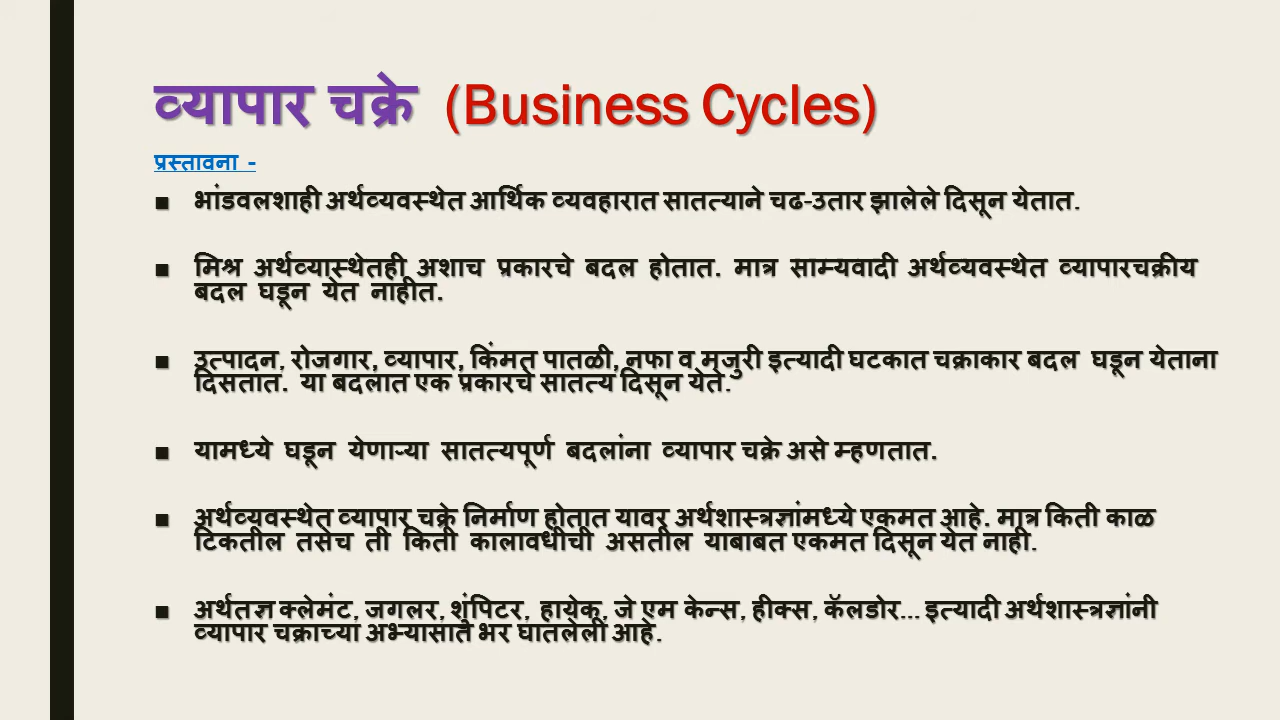 व्यापार चक्रे (Business Cycles)
प्रस्तावना -
■ भांडवलशाही अर्थव्यवस्थेत आर्थिक व्यवहारात सातत्याने चढ-उतार झालेले दिसून येतात.
■ मिश्र अर्थव्यास्थेतही अशाच प्रकारचे बदल होतात. मात्र साम्यवादी अर्थव्यवस्थेत व्यापारचक्रीय
बदल घडून येत नाहीत.
■ उत्पादन, रोजगार, व्यापार, किंमत पातळी, नफा व मजुरी इत्यादी घटकात चक्राकार बदल घडून येताना
दिसतात. या बदलात एक प्रकारचे सातत्य दिसून येते.
■ यामध्ये घडून येणाऱ्या सातत्यपूर्ण बदलांना व्यापार चक्रे असे म्हणतात.
■ अर्थव्यवस्थेत व्यापार चक्रे निर्माण होतात यावर अर्थशास्त्रज्ञांमध्ये एकमत आहे. मात्र किती काळ
टिकतील तसेच ती किती कालावधीची असतील याबाबत एकमत दिसून येत नाही.
■ अर्थतज्ञ क्लेमंट, जगलर, शुंपिटर, हायेक, जे एम केन्स, हीक्स, कॅलडोर... इत्यादी अर्थशास्त्रज्ञांनी
व्यापार चक्राच्या अभ्यासात भर घातलेली आहे.